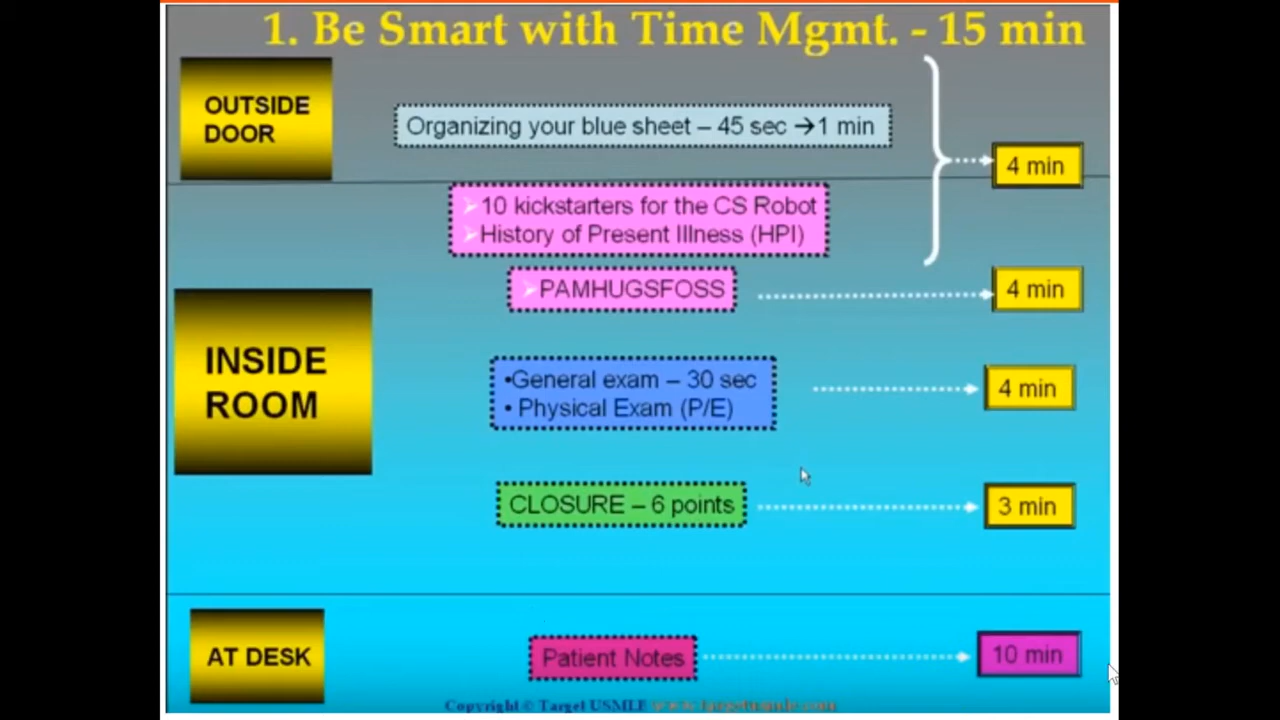 1. Be Smart with Time Mgmt. - 15 min
OUTSIDE
DOOR
Organizing your blue sheet – 45 sec →1 min
4 min
10 kickstarters for the CS Robot
History of Present Illness (HPI)
PAMHUGSFOSS
4 min
INSIDE
ROOM
•General exam – 30 sec
• Physical Exam (P/E)
4 min
CLOSURE – 6 points
3 min
AT DESK
Patient Notes
10 min
Copyright © Target USMLE www.targetusmle.com